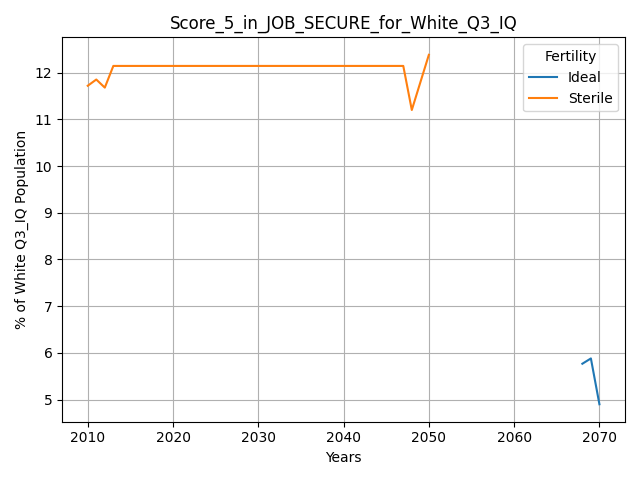 Score_5_in_JOB_SECURE_for_White_Q3_IQ
Fertility
Ideal
Sterile
% of White Q3_IQ Population
12
11
10
9
8
7
6
5
2010 2020 2030 2040 2050 2060 2070
Years